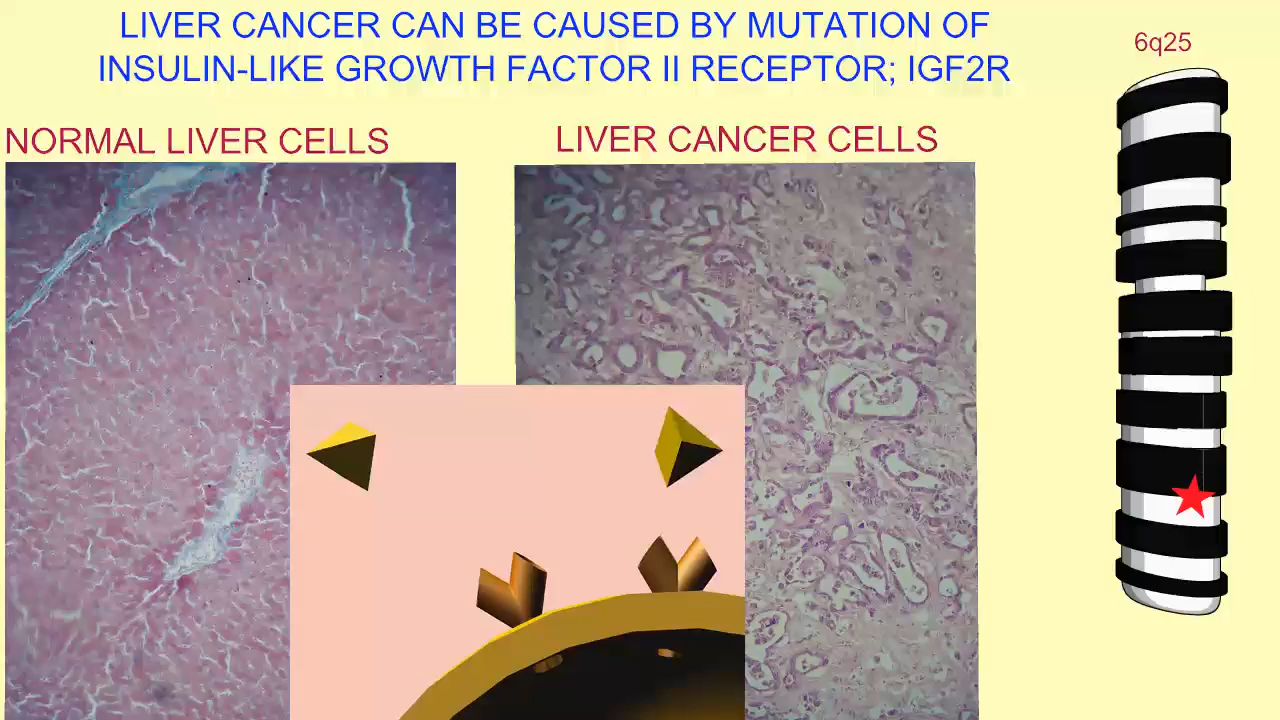 LIVER CANCER CAN BE CAUSED BY MUTATION OF
INSULIN-LIKE GROWTH FACTOR II RECEPTOR; IGF2R
6q25
NORMAL LIVER CELLS
LIVER CANCER CELLS